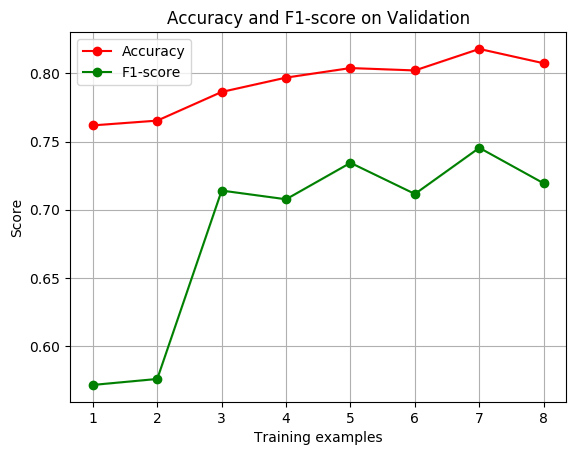 Accuracy and F1-score on Validation
Accuracy
F1-score
Score
0.80
0.75
0.70
0.65
0.60
1 2 3 4 5 6 7 8
Training examples